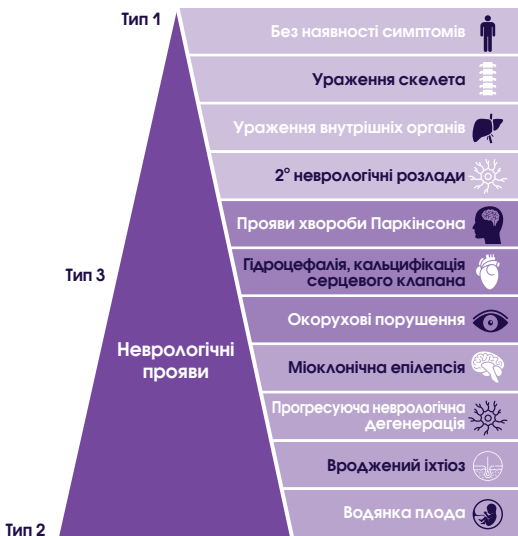 Тип 1
Без наявності симптомів
Ураження скелета
Ураження внутрішніх органів
2° неврологічні розлади
Прояви хвороби Паркінсона
Тип 3
Гідроцефалія, кальцифікація
серцевого клапана
Окорухові порушення
Неврологічні
прояви
Міоклонічна епілепсія
Прогресуюча неврологічна
дегенерація
Вроджений іхтіоз
Водянка плода
Тип 2